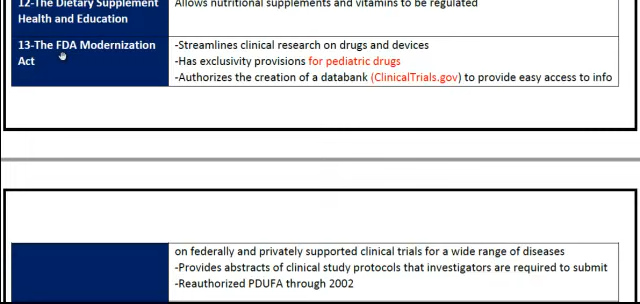 12-The Dietary Supplement
Health and Education
Allows nutritional supplements and vitamins to be regulated
13-The FDA Modernization
Act
-Streamlines clinical research on drugs and devices
-Has exclusivity provisions for pediatric drugs
-Authorizes the creation of a databank (ClinicalTrials.gov) to provide easy access to info
on federally and privately supported clinical trials for a wide range of diseases
-Provides abstracts of clinical study protocols that investigators are required to submit
-Reauthorized PDUFA through 2002